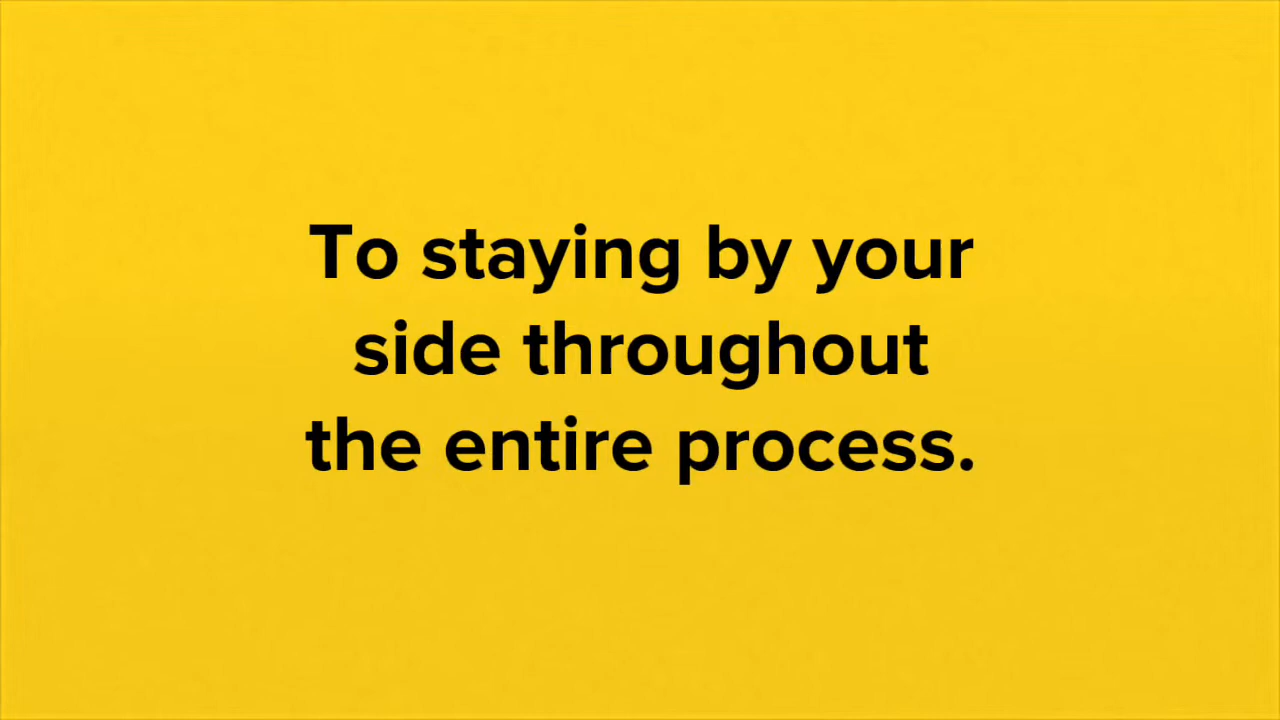 To staying by your
side throughout
the entire process.